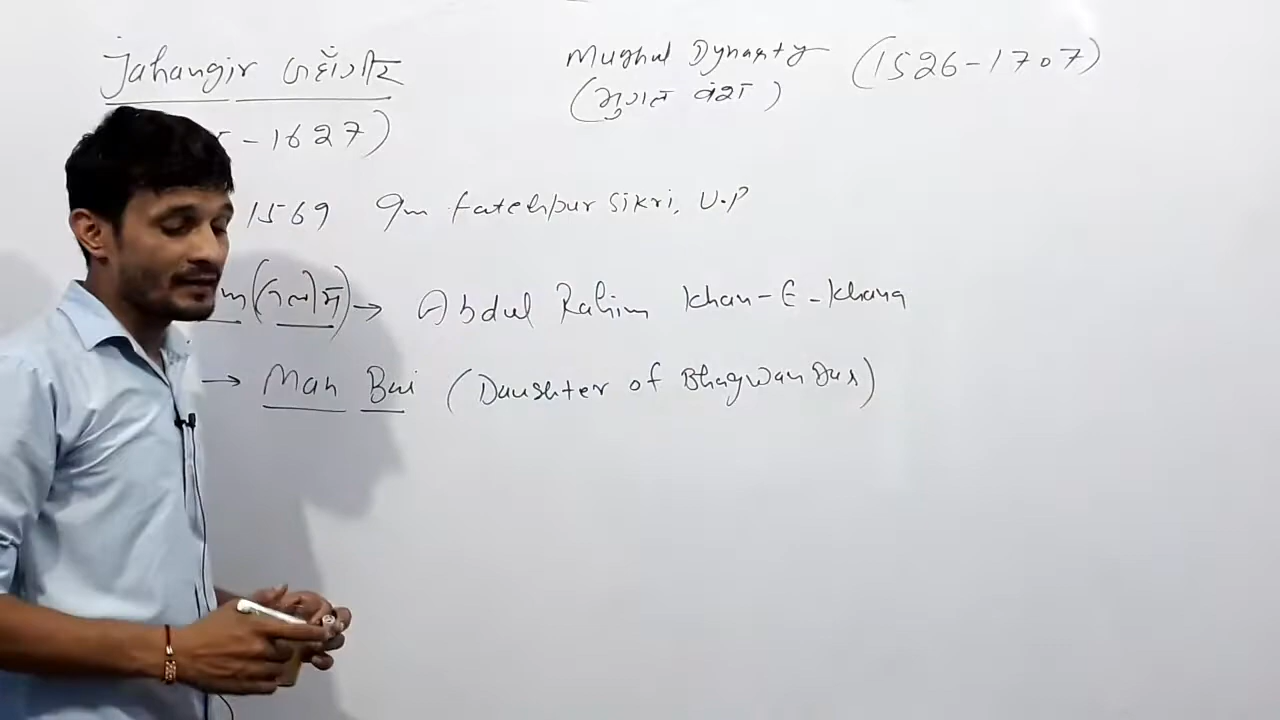 Jahangir जहाँगीर
Mughul Dynasty (1526-1707)
(मुगल वंश)
- 1627)
1569 In Fatehpur Sikri, U.P
→ Abdul Rahim Khan-E-Khana
→ Man Bai (Daughter of Bhagwan Das)